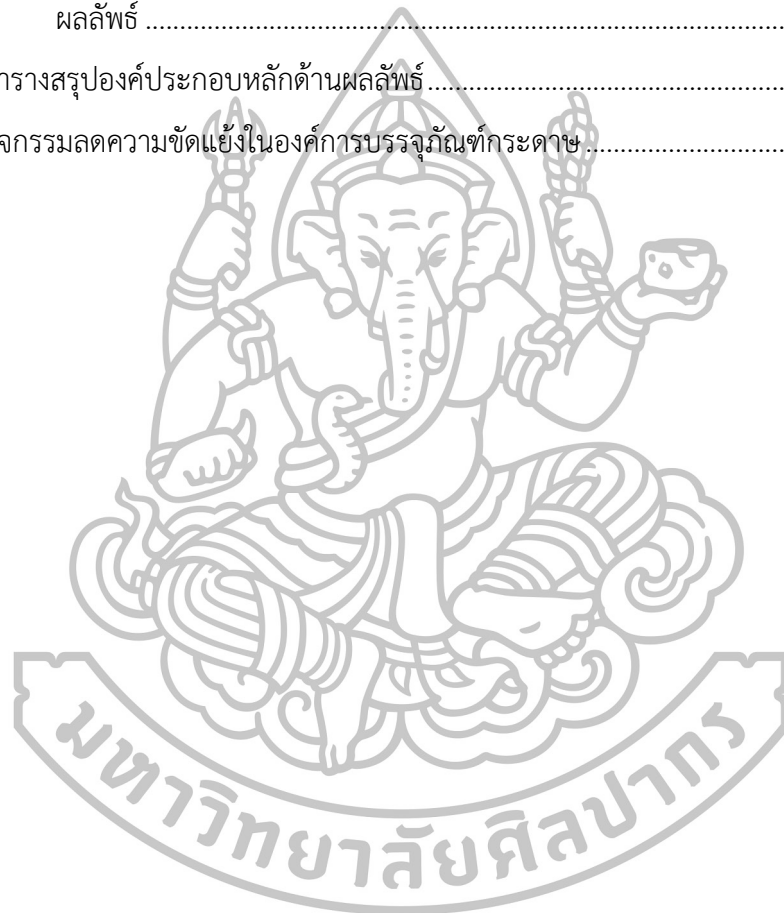 ผลลัพธ์ ........................................................................................................
ารางสรุปองค์ประกอบหลักด้านผลลัพธ์ ..........................................................
จกรรมลดความขัดแย้งในองค์การบรรจุภัณฑ์กระดาษ ..................................
มหาวิทยาลัยศิลปากร